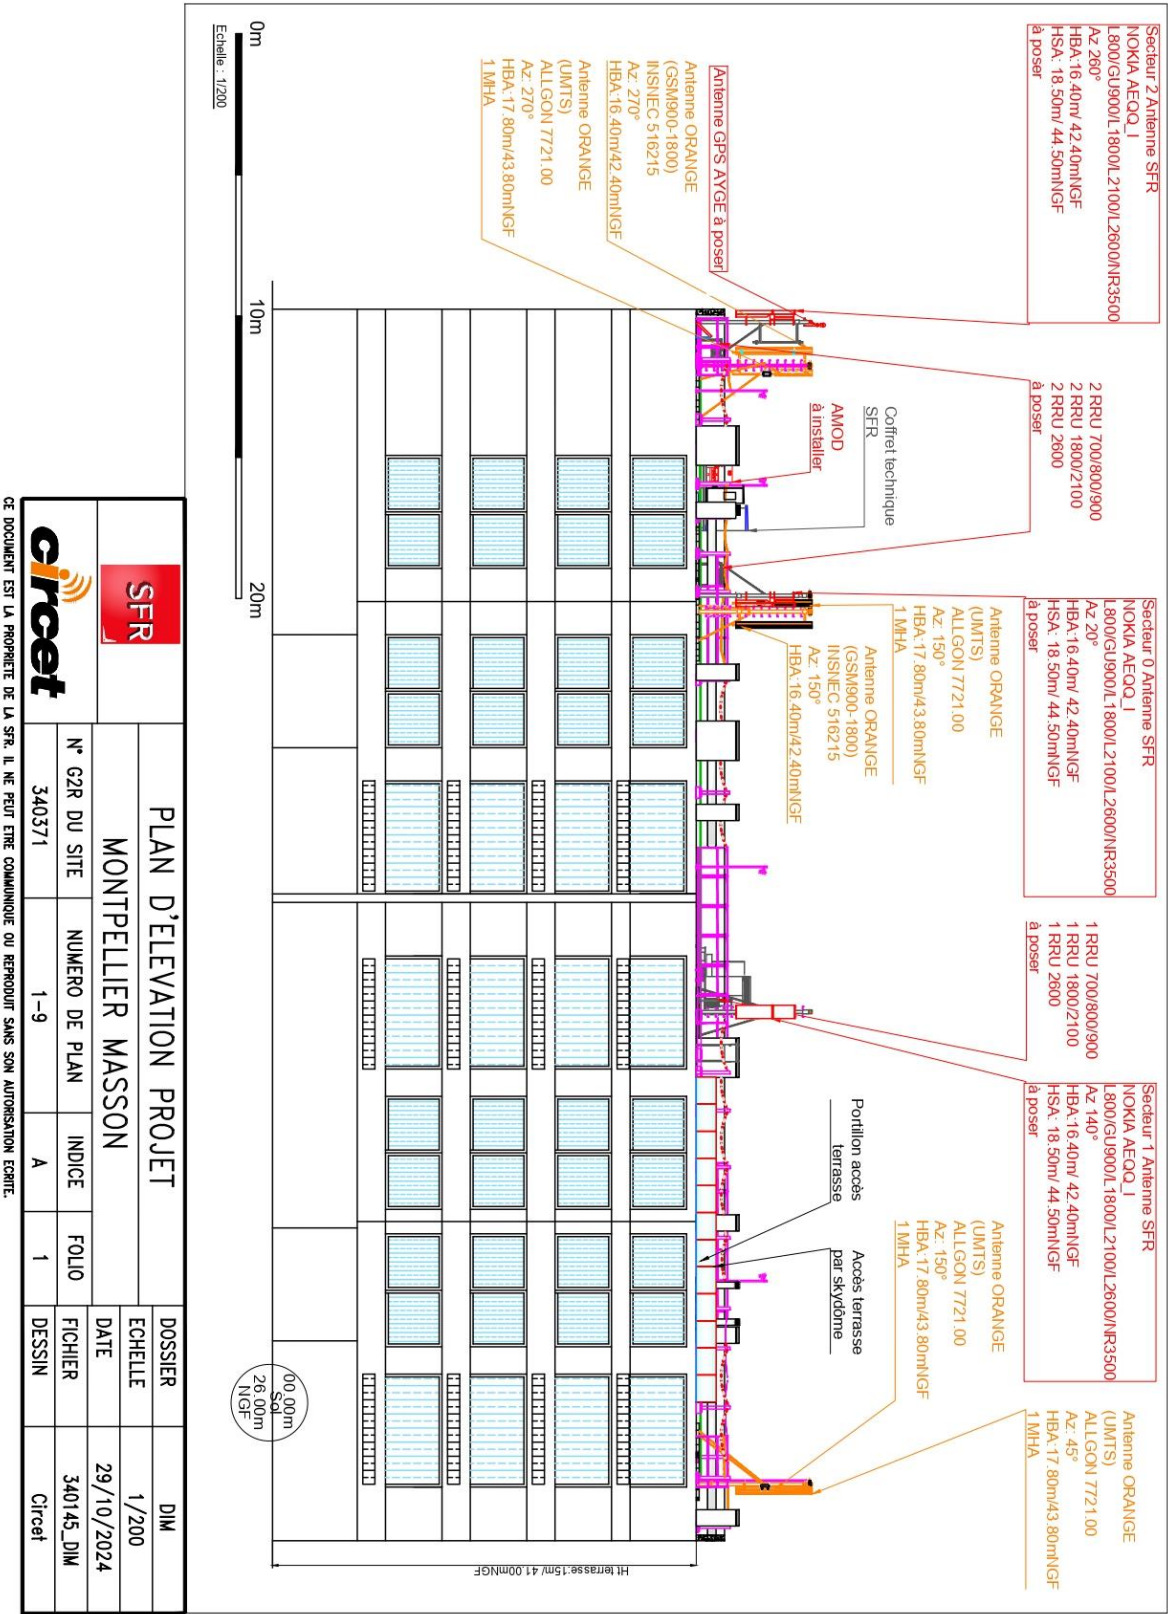 Secteur 2 Antenne SFR
NOKIA AEQQ_I
L800/GU900/L1800/L2100/L2600/NR3500
Az 260°
HBA:16.40m/ 42.40mNGF
HSA: 18.50m/ 44.50mNGF
à poser
2 RRU 700/800/900
2 RRU 1800/2100
2 RRU 2600
à poser
Secteur 0 Antenne SFR
NOKIA AEQQ_I
L800/GU900/L1800/L2100/L2600/NR3500
Az 20°
HBA:16.40m/ 42.40mNGF
HSA: 18.50m/ 44.50mNGF
à poser
1 RRU 700/800/900
1 RRU 1800/2100
1 RRU 2600
à poser
Secteur 1 Antenne SFR
NOKIA AEQQ_I
L800/GU900/L1800/L2100/L2600/NR3500
Az 140°
HBA:16.40m/ 42.40mNGF
HSA: 18.50m/ 44.50mNGF
à poser
Antenne ORANGE
(UMTS)
ALLGON 7721.00
Az: 45°
HBA:17.80m/43.80mNGF
1 MHA
Antenne ORANGE
(UMTS)
ALLGON 7721.00
Az: 150°
HBA:17.80m/43.80mNGF
1 MHA
Antenne ORANGE
(UMTS)
ALLGON 7721.00
Az: 150°
HBA:17.80m/43.80mNGF
1 MHA
Antenne ORANGE
(GSM900-1800)
INSNEC 516215
Az: 150°
HBA:16.40m/42.40mNGF
Coffret technique
SFR
AMOD
à installer
Portillon accès
terrasse
Accès terrasse
par skydôme
Antenne GPS AYGE à poser
Antenne ORANGE
(GSM900-1800)
INSNEC 516215
Az: 270°
HBA:16.40m/42.40mNGF
Antenne ORANGE
(UMTS)
ALLGON 7721.00
Az: 270°
HBA:17.80m/43.80mNGF
1 MHA
Ht terrasse:15m/ 41.00mNGF
00.00m
Sol
26.00m
NGF
0m
10m
20m
Echelle : 1/200
SFR
circet
PLAN D'ELEVATION PROJET
MONTPELLIER MASSON
N° G2R DU SITE
NUMERO DE PLAN
INDICE
FOLIO
340371
1-9
A
1
DOSSIER
DIM
ECHELLE
1/200
DATE
29/10/2024
FICHIER
340145_DIM
DESSIN
Circet
CE DOCUMENT EST LA PROPRIETE DE LA SFR. IL NE PEUT ETRE COMMUNIQUE OU REPRODUIT SANS SON AUTORISATION ECRITE.